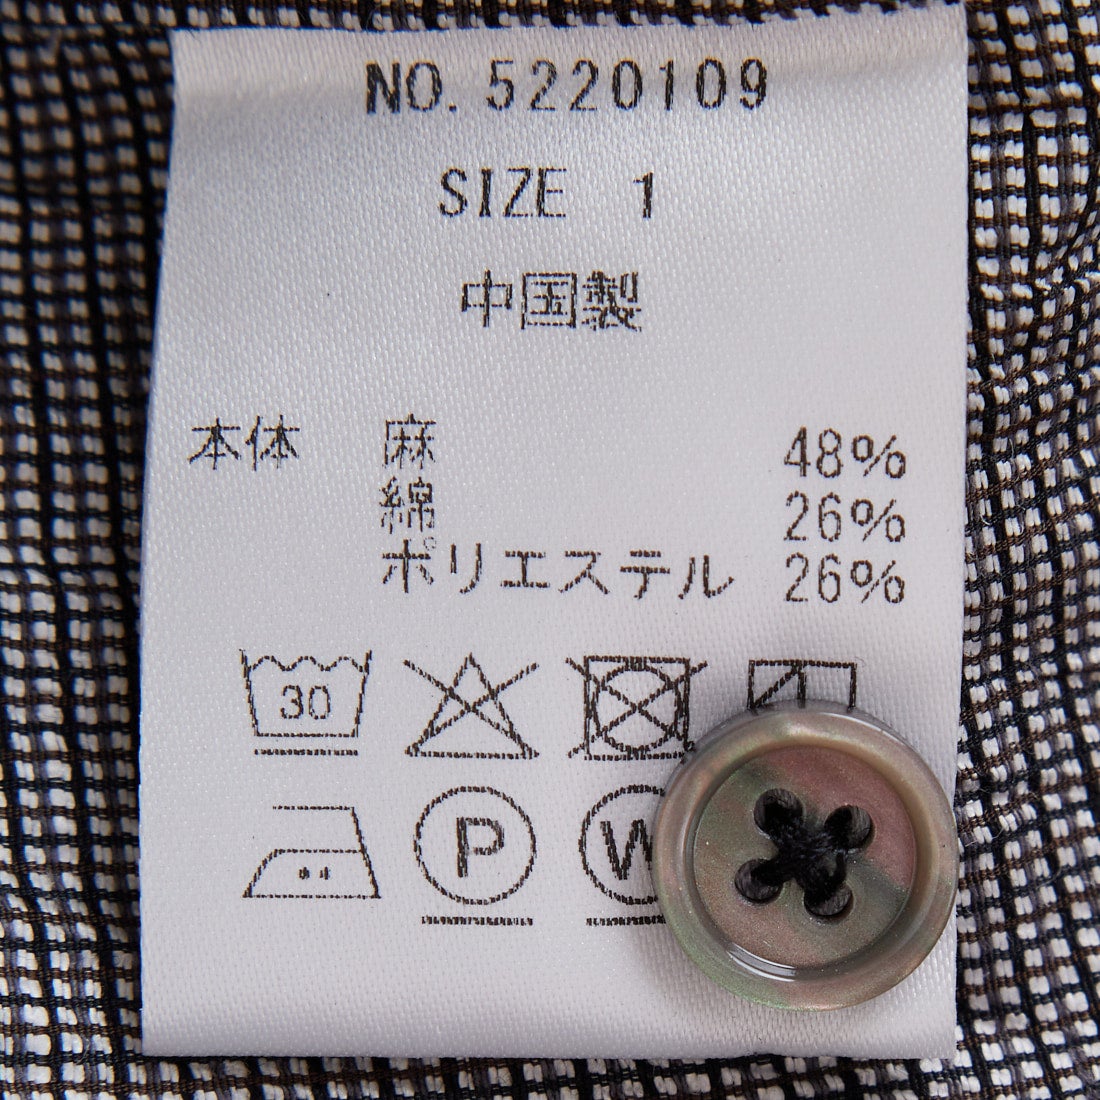 NO. 5220109
SIZE 1
中国製
本体 麻 48%
綿 26%
ポリエステル 26%
30
P
W